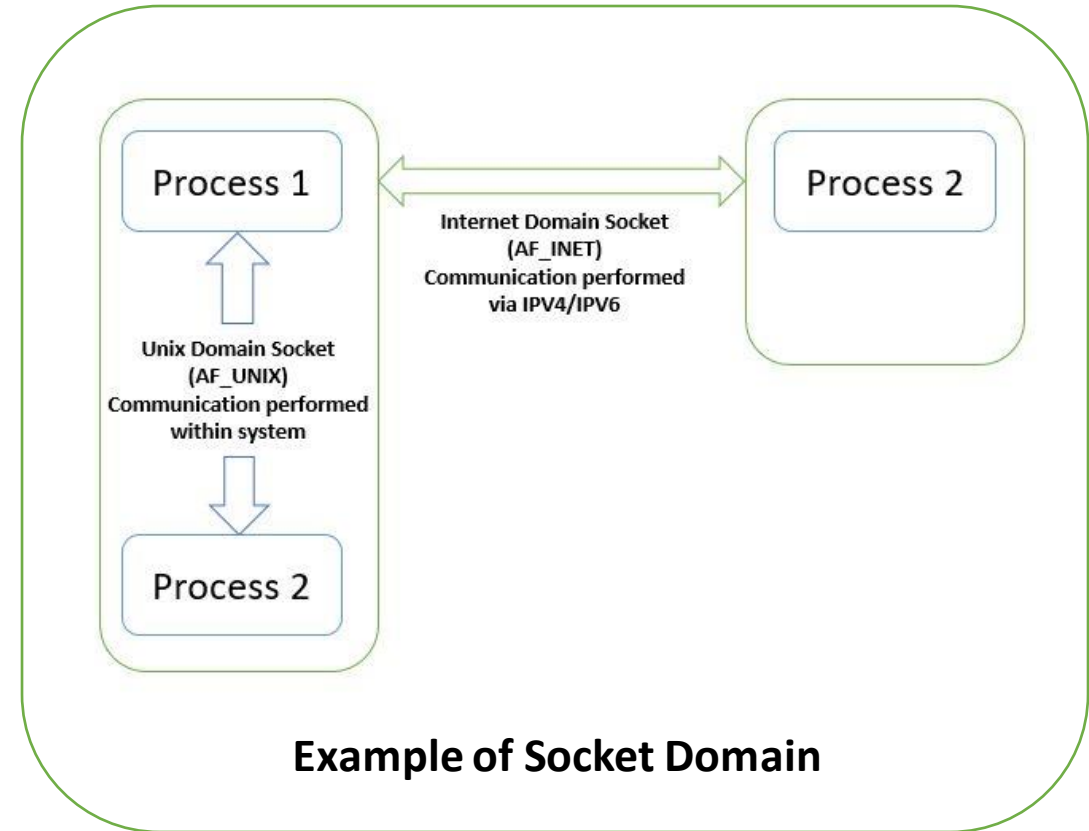 Process 1
Process 2
Internet Domain Socket
(AF_INET)
Communication performed
via IPV4/IPV6
Unix Domain Socket
(AF_UNIX)
Communication performed
within system
Process 2
Example of Socket Domain